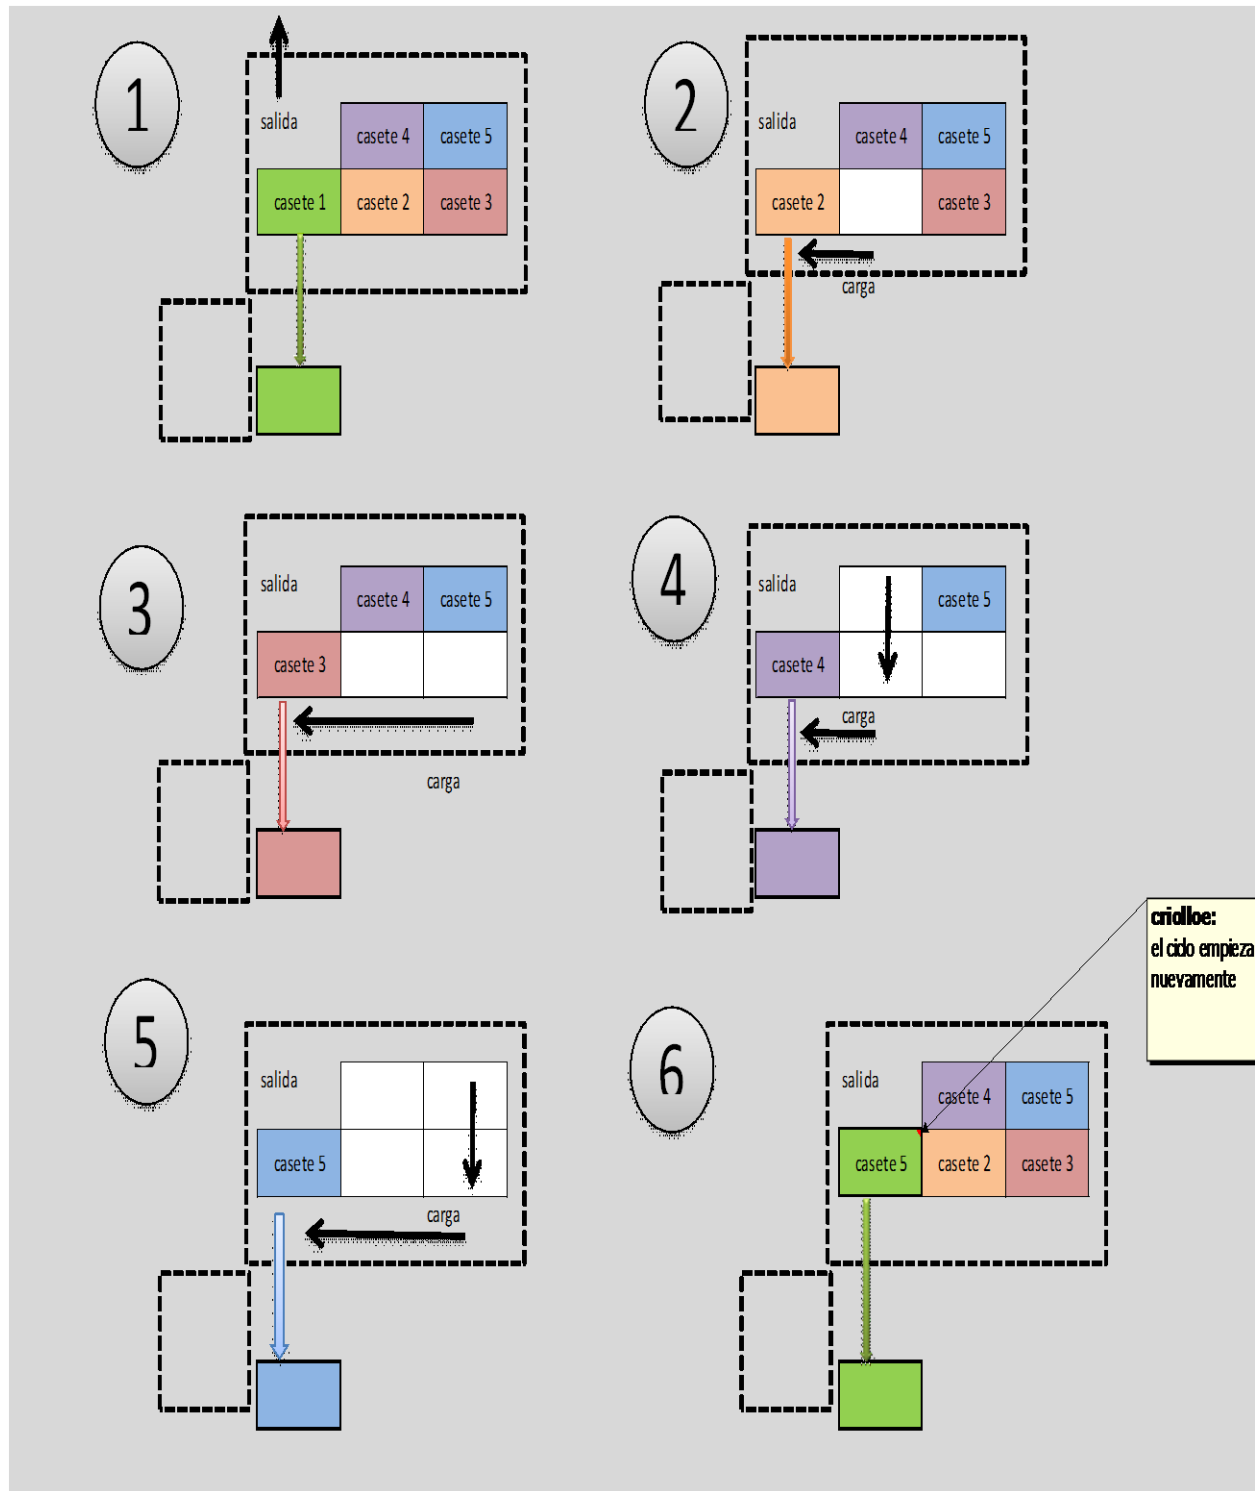 1
salida
casete 4 casete 5
casete 1 casete 2 casete 3
2
salida
casete 4 casete 5
casete 2 casete 3
carga
3
salida
casete 4 casete 5
casete 3
carga
4
salida
casete 5
casete 4
carga
5
salida
casete 5
carga
6
salida
casete 4 casete 5
casete 5 casete 2 casete 3
criolloe:
el ciclo empieza
nuevamente